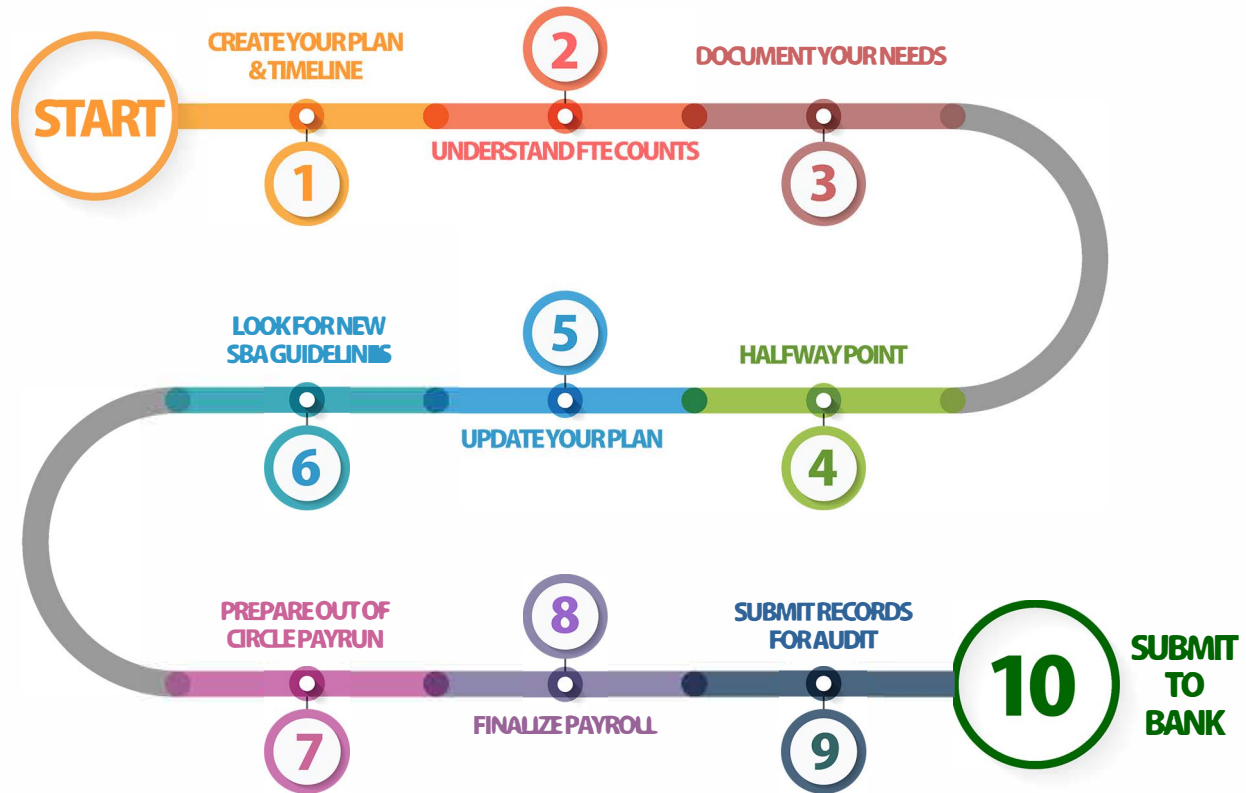 START
CREATE YOUR PLAN
& TIMELINE
1
2
UNDERSTAND FTE COUNTS
DOCUMENT YOUR NEEDS
3
HALFWAY POINT
4
5
UPDATE YOUR PLAN
LOOK FOR NEW
SBA GUIDELINES
6
PREPARE OUT OF
CIRCLE PAYRUN
7
8
FINALIZE PAYROLL
SUBMIT RECORDS
FOR AUDIT
9
10
SUBMIT
TO
BANK